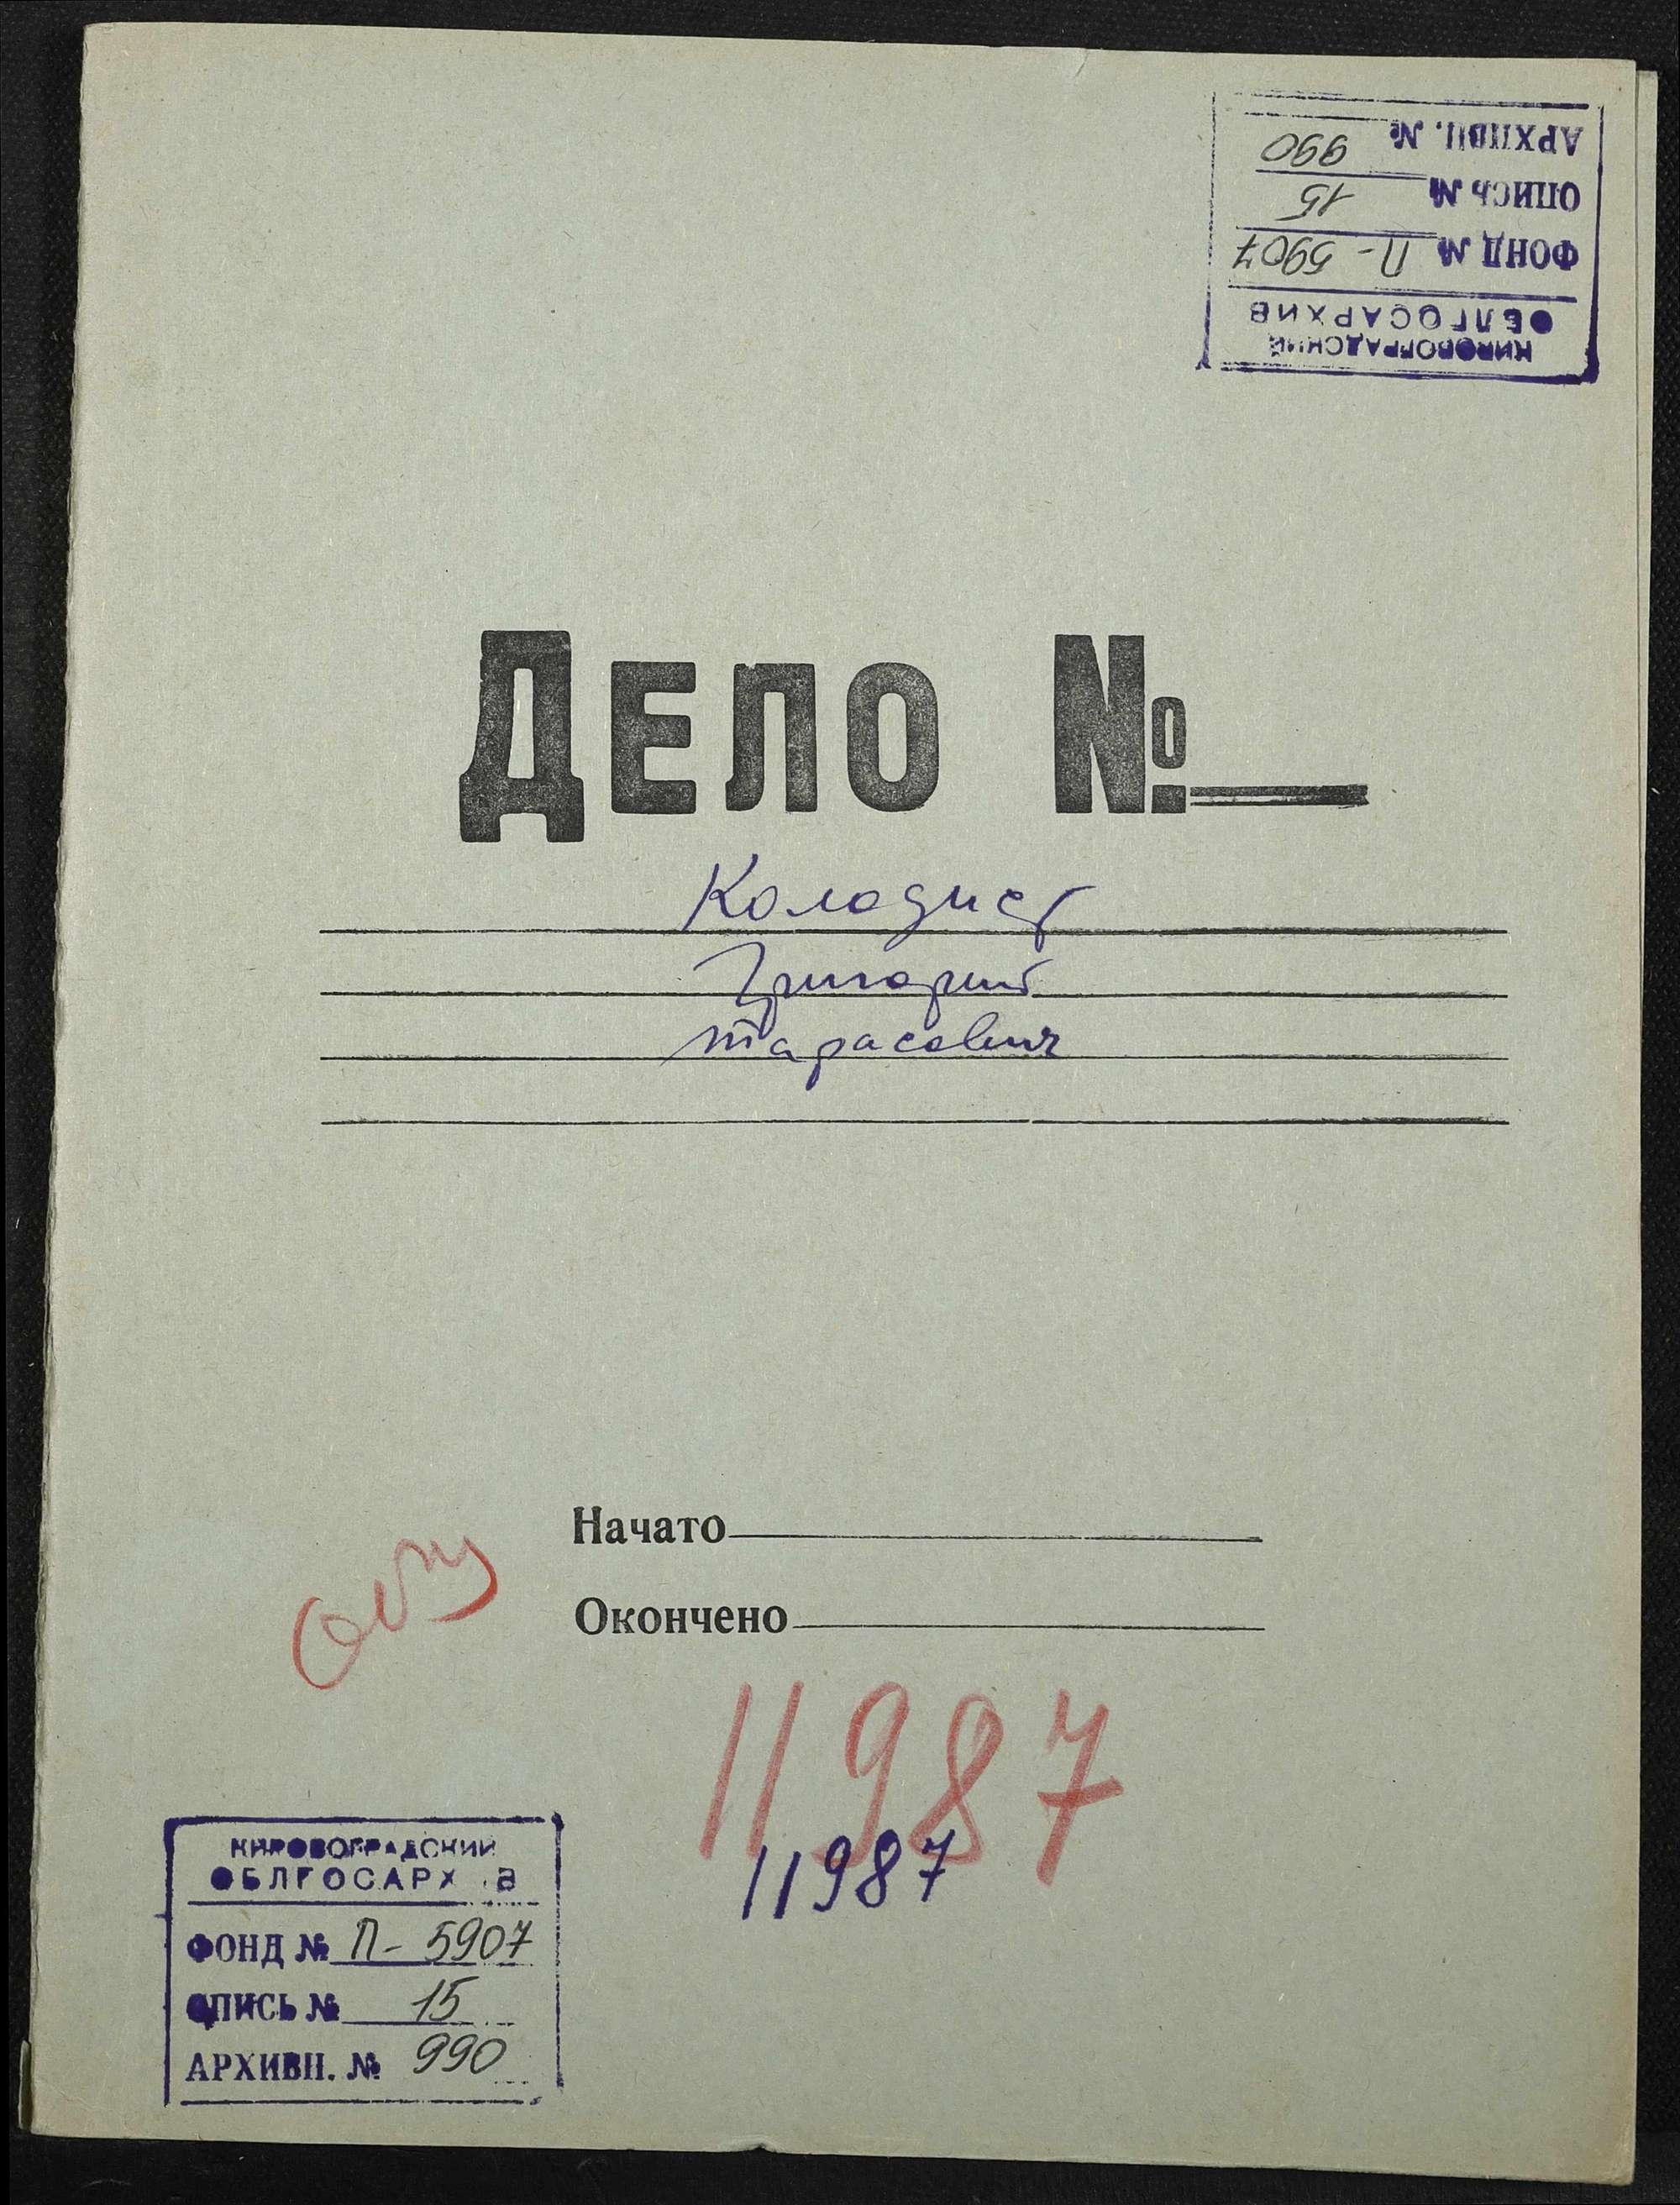 КИРОВОГРАДСКИЙ
ОБЛГОСАРХИВ
ФОНД № П-5907
ОПИСЬ № 15
АРХИВН. № 990
ДЕЛО №
Колодист
Григорий
Тарасович
Начато
Окончено
11987
11987
КИРОВОГРАДСКИЙ
ОБЛГОСАРХ в
ФОНД № П-5907
ОПИСЬ № 15
АРХИВН. № 990